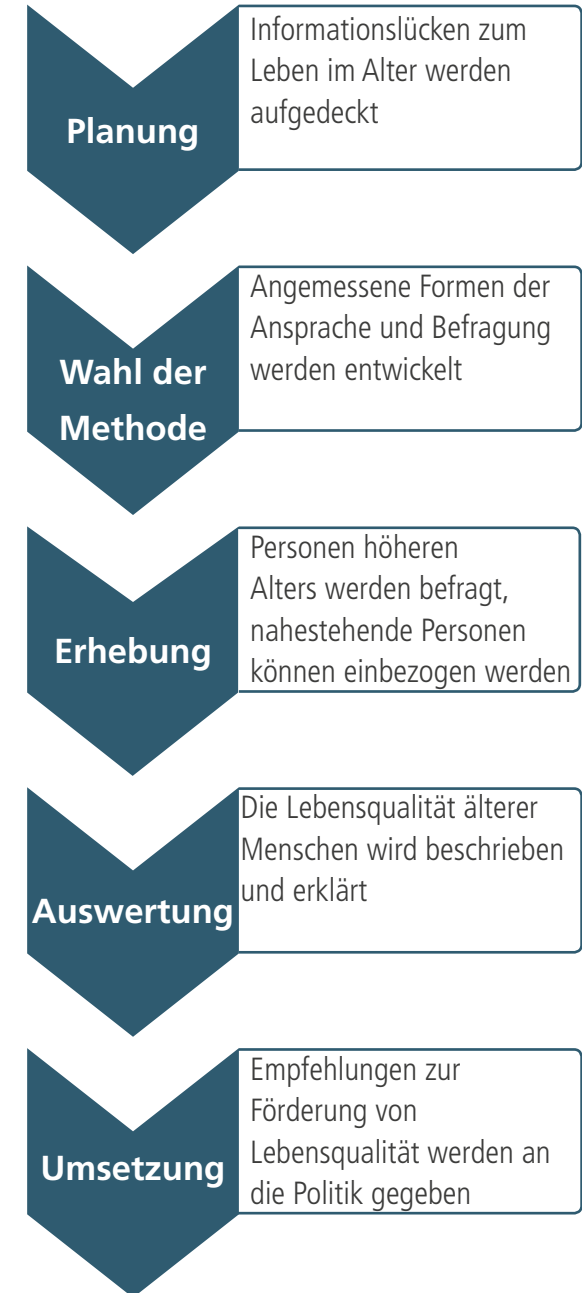 Planung
Informationslücken zum
Leben im Alter werden
aufgedeckt
Wahl der
Methode
Angemessene Formen der
Ansprache und Befragung
werden entwickelt
Erhebung
Personen höheren
Alters werden befragt,
nahestehende Personen
können einbezogen werden
Auswertung
Die Lebensqualität älterer
Menschen wird beschrieben
und erklärt
Umsetzung
Empfehlungen zur
Förderung von
Lebensqualität werden an
die Politik gegeben